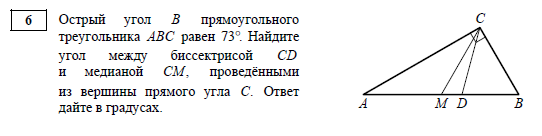 6
Острый угол B прямоугольного
треугольника ABC равен 73°. Найдите
угол между биссектрисой CD
и медианой CM, проведёнными
из вершины прямого угла C. Ответ
дайте в градусах.
C
A M D B